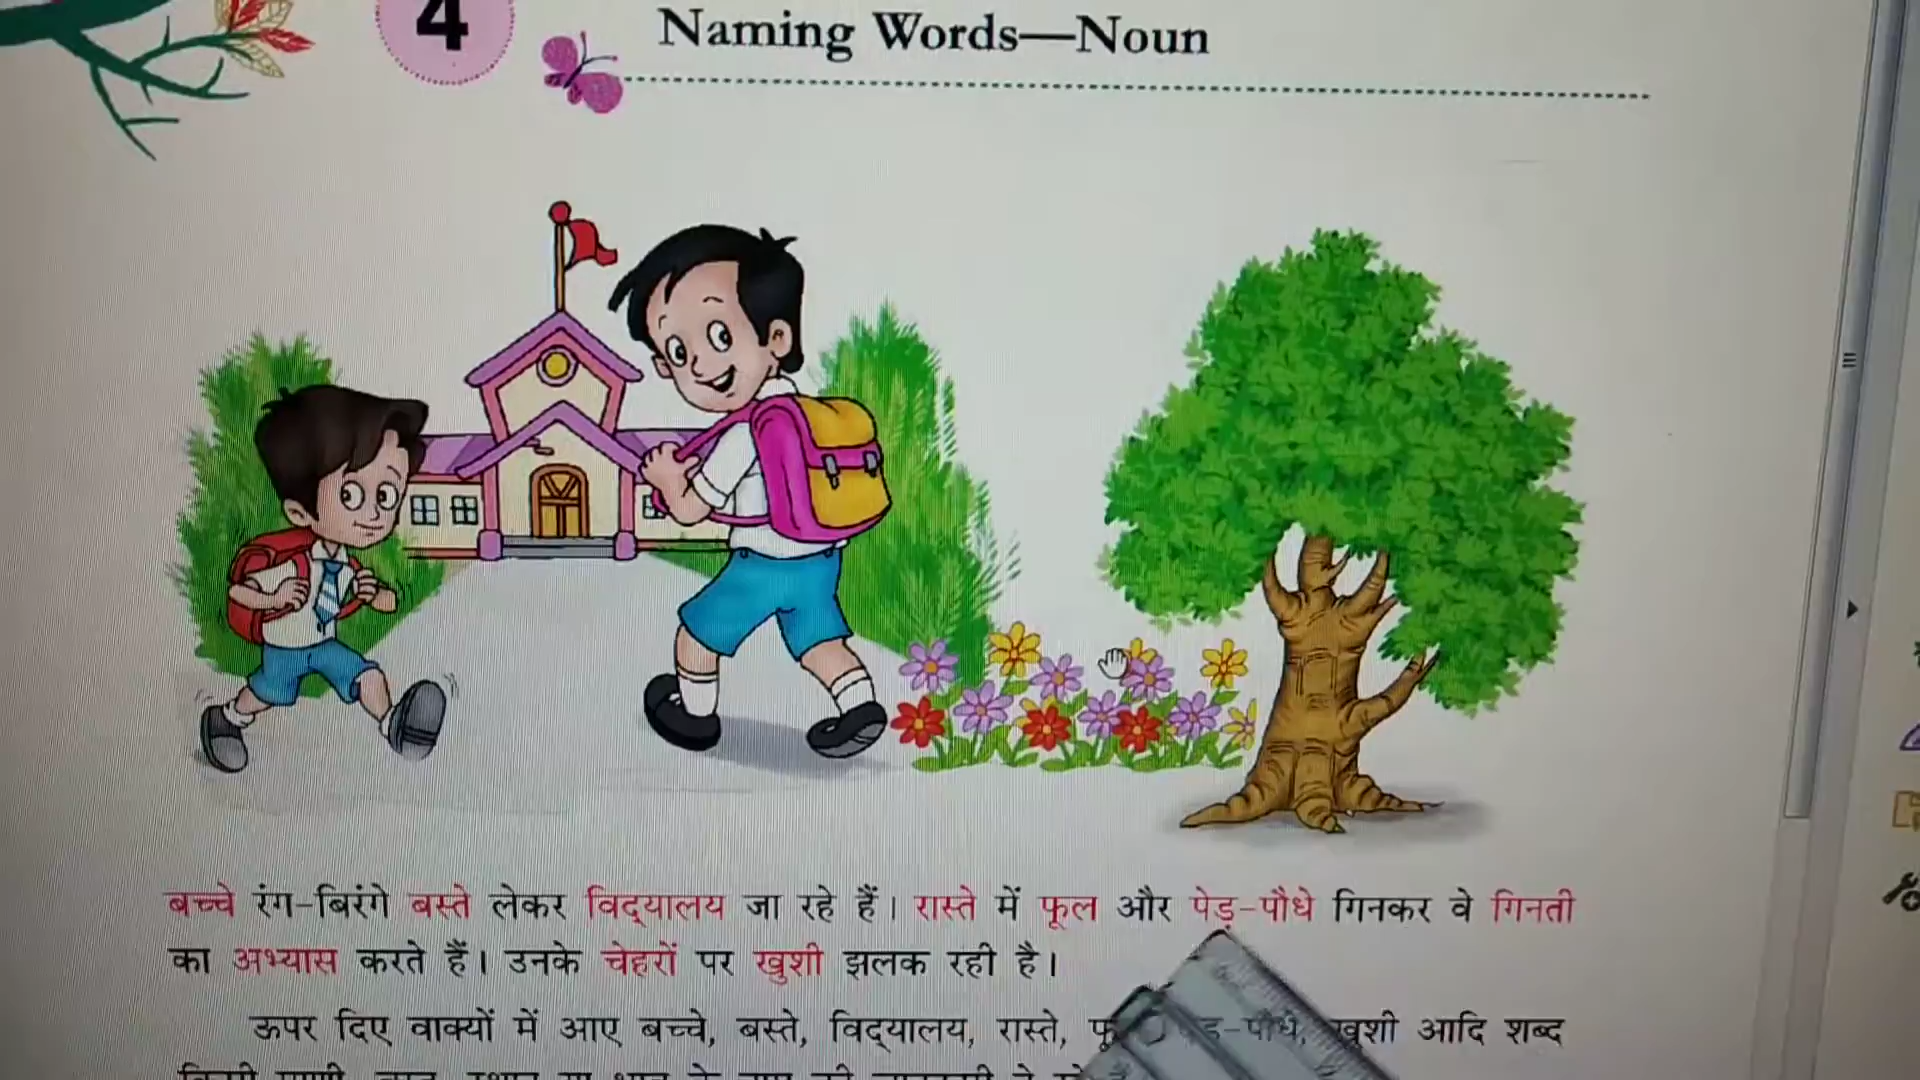 4
Naming Words—Noun
बच्चे रंग-बिरंगे बस्ते लेकर विद्यालय जा रहे हैं। रास्ते में फूल और पेड़-पौधे गिनकर वे गिनती
का अभ्यास करते हैं। उनके चेहरों पर खुशी झलक रही है।
ऊपर दिए वाक्यों में आए बच्चे, बस्ते, विद्यालय, रास्ते, खुशी आदि शब्द